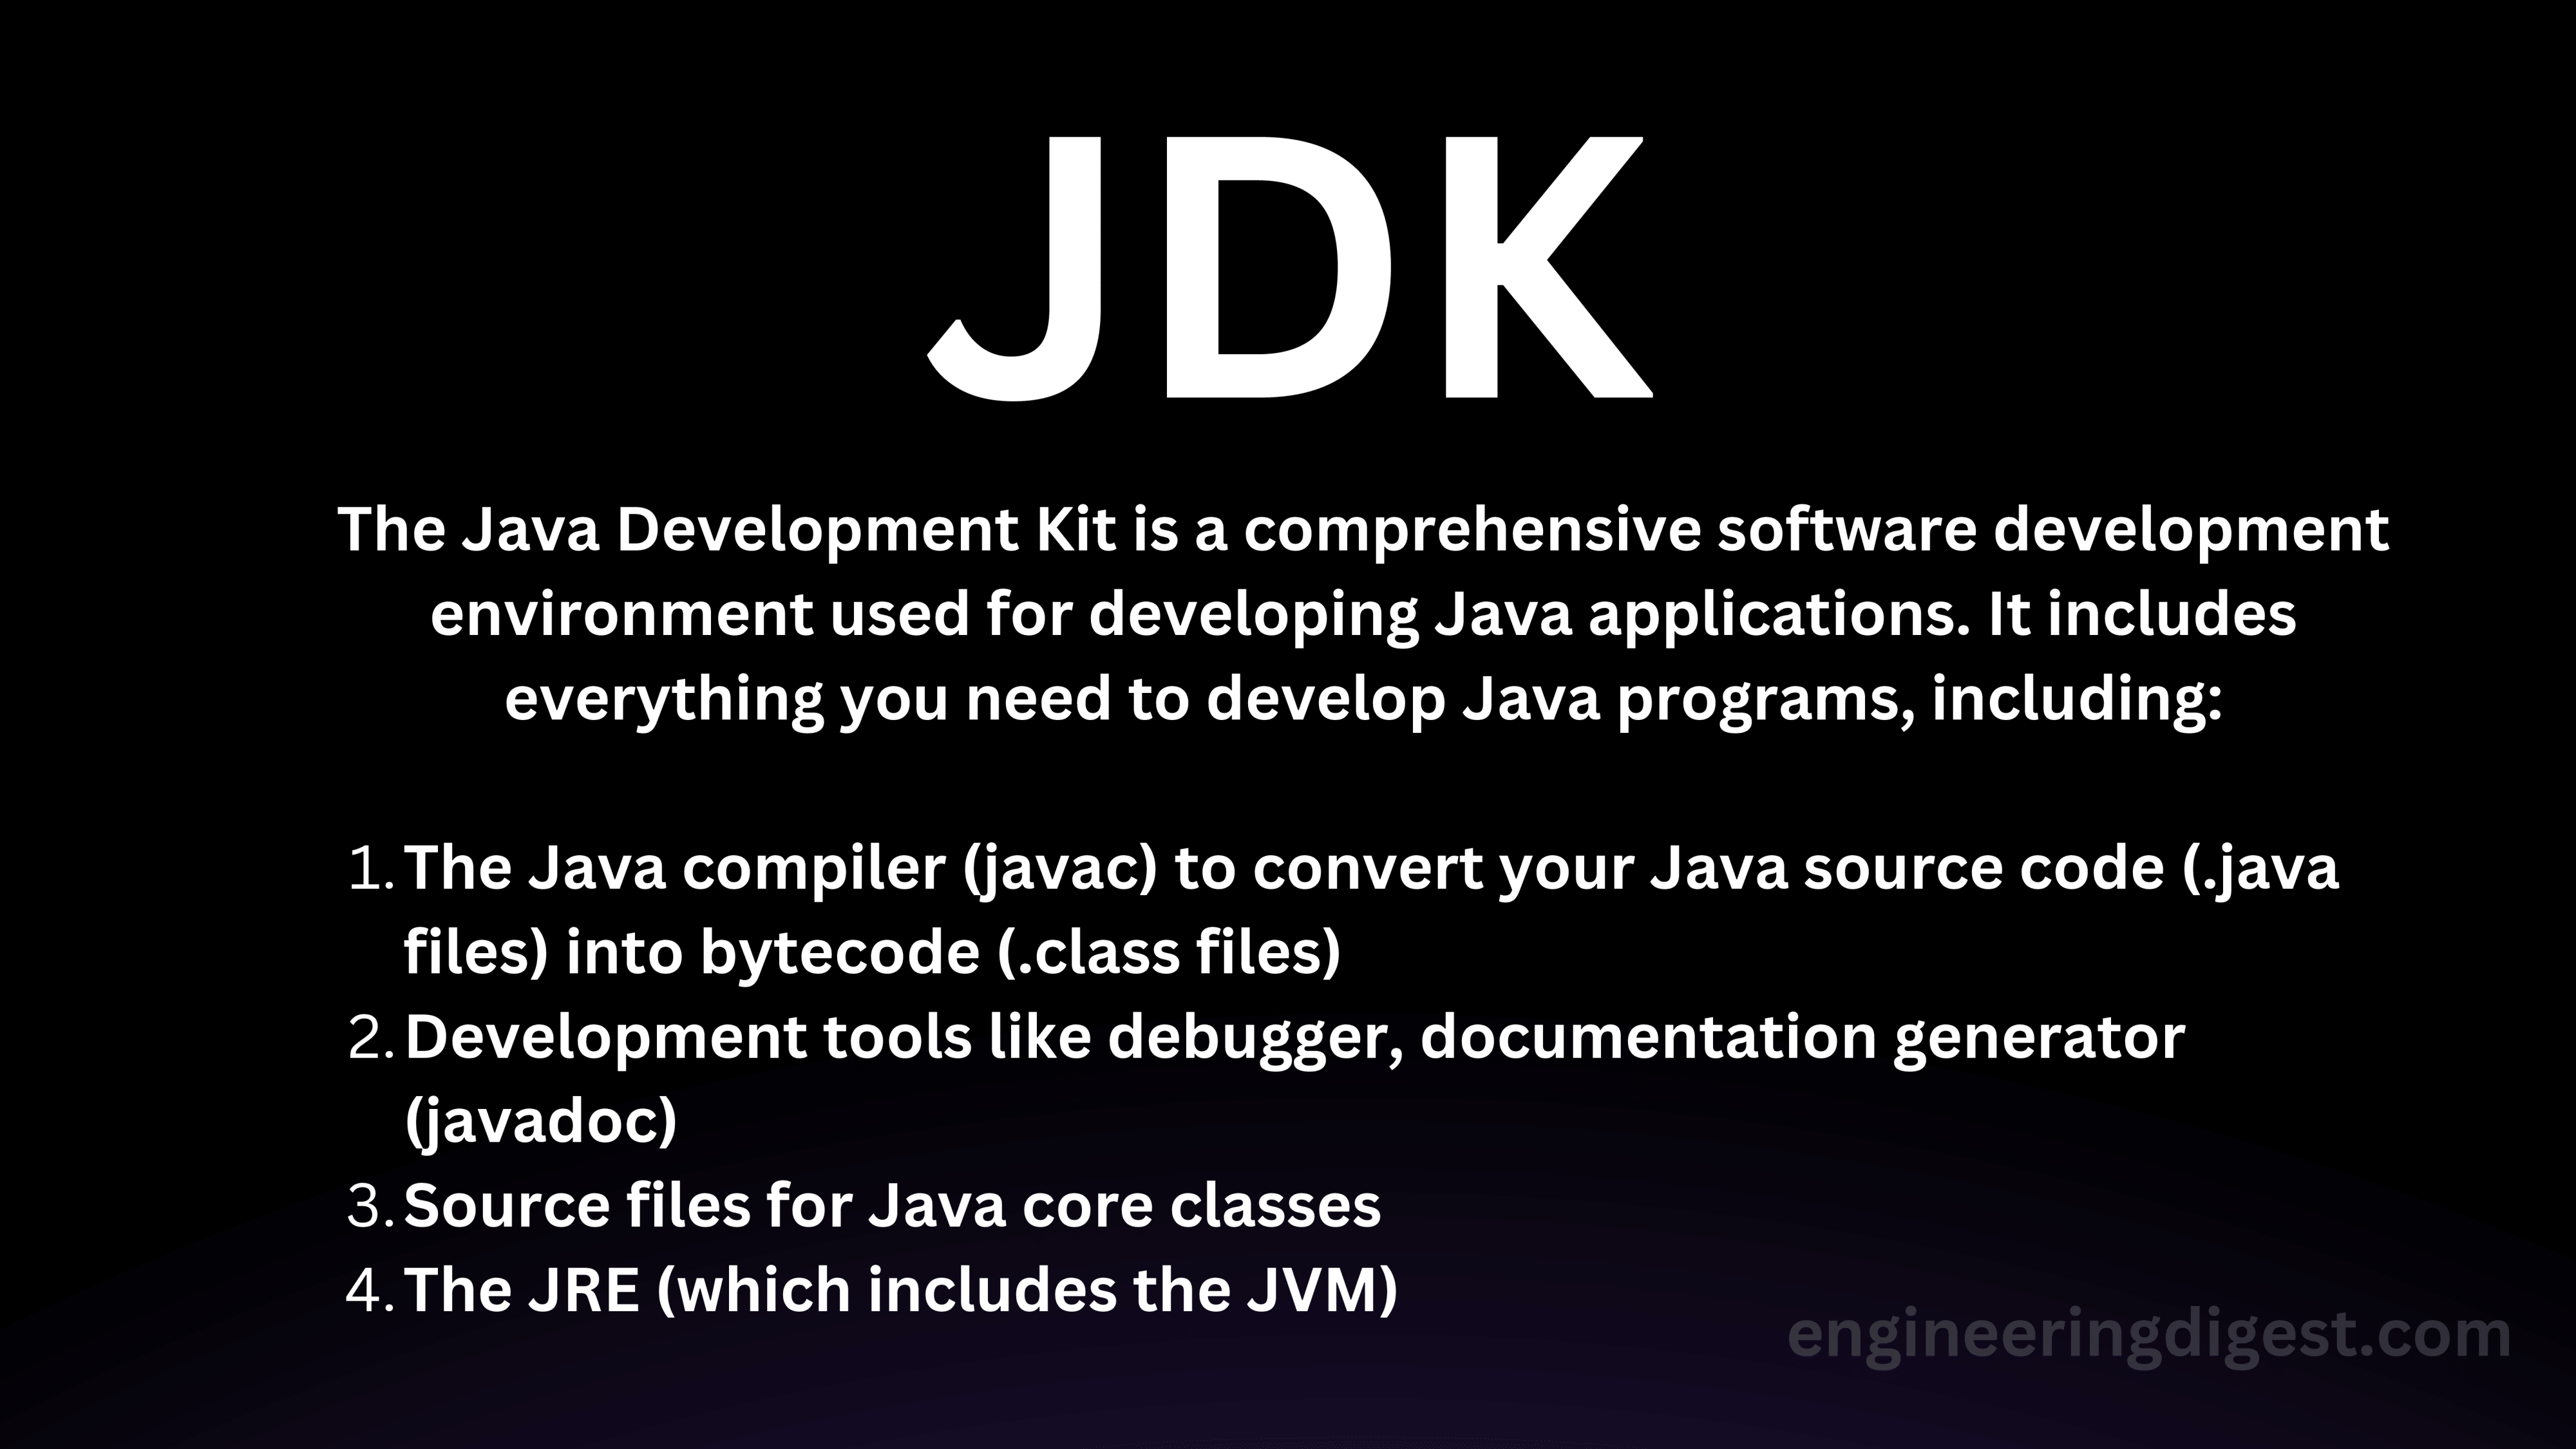 JDK
The Java Development Kit is a comprehensive software development
environment used for developing Java applications. It includes
everything you need to develop Java programs, including:
1. The Java compiler (javac) to convert your Java source code (.java
files) into bytecode (.class files)
2. Development tools like debugger, documentation generator
(javadoc)
3. Source files for Java core classes
4. The JRE (which includes the JVM)
engineeringdigest.com